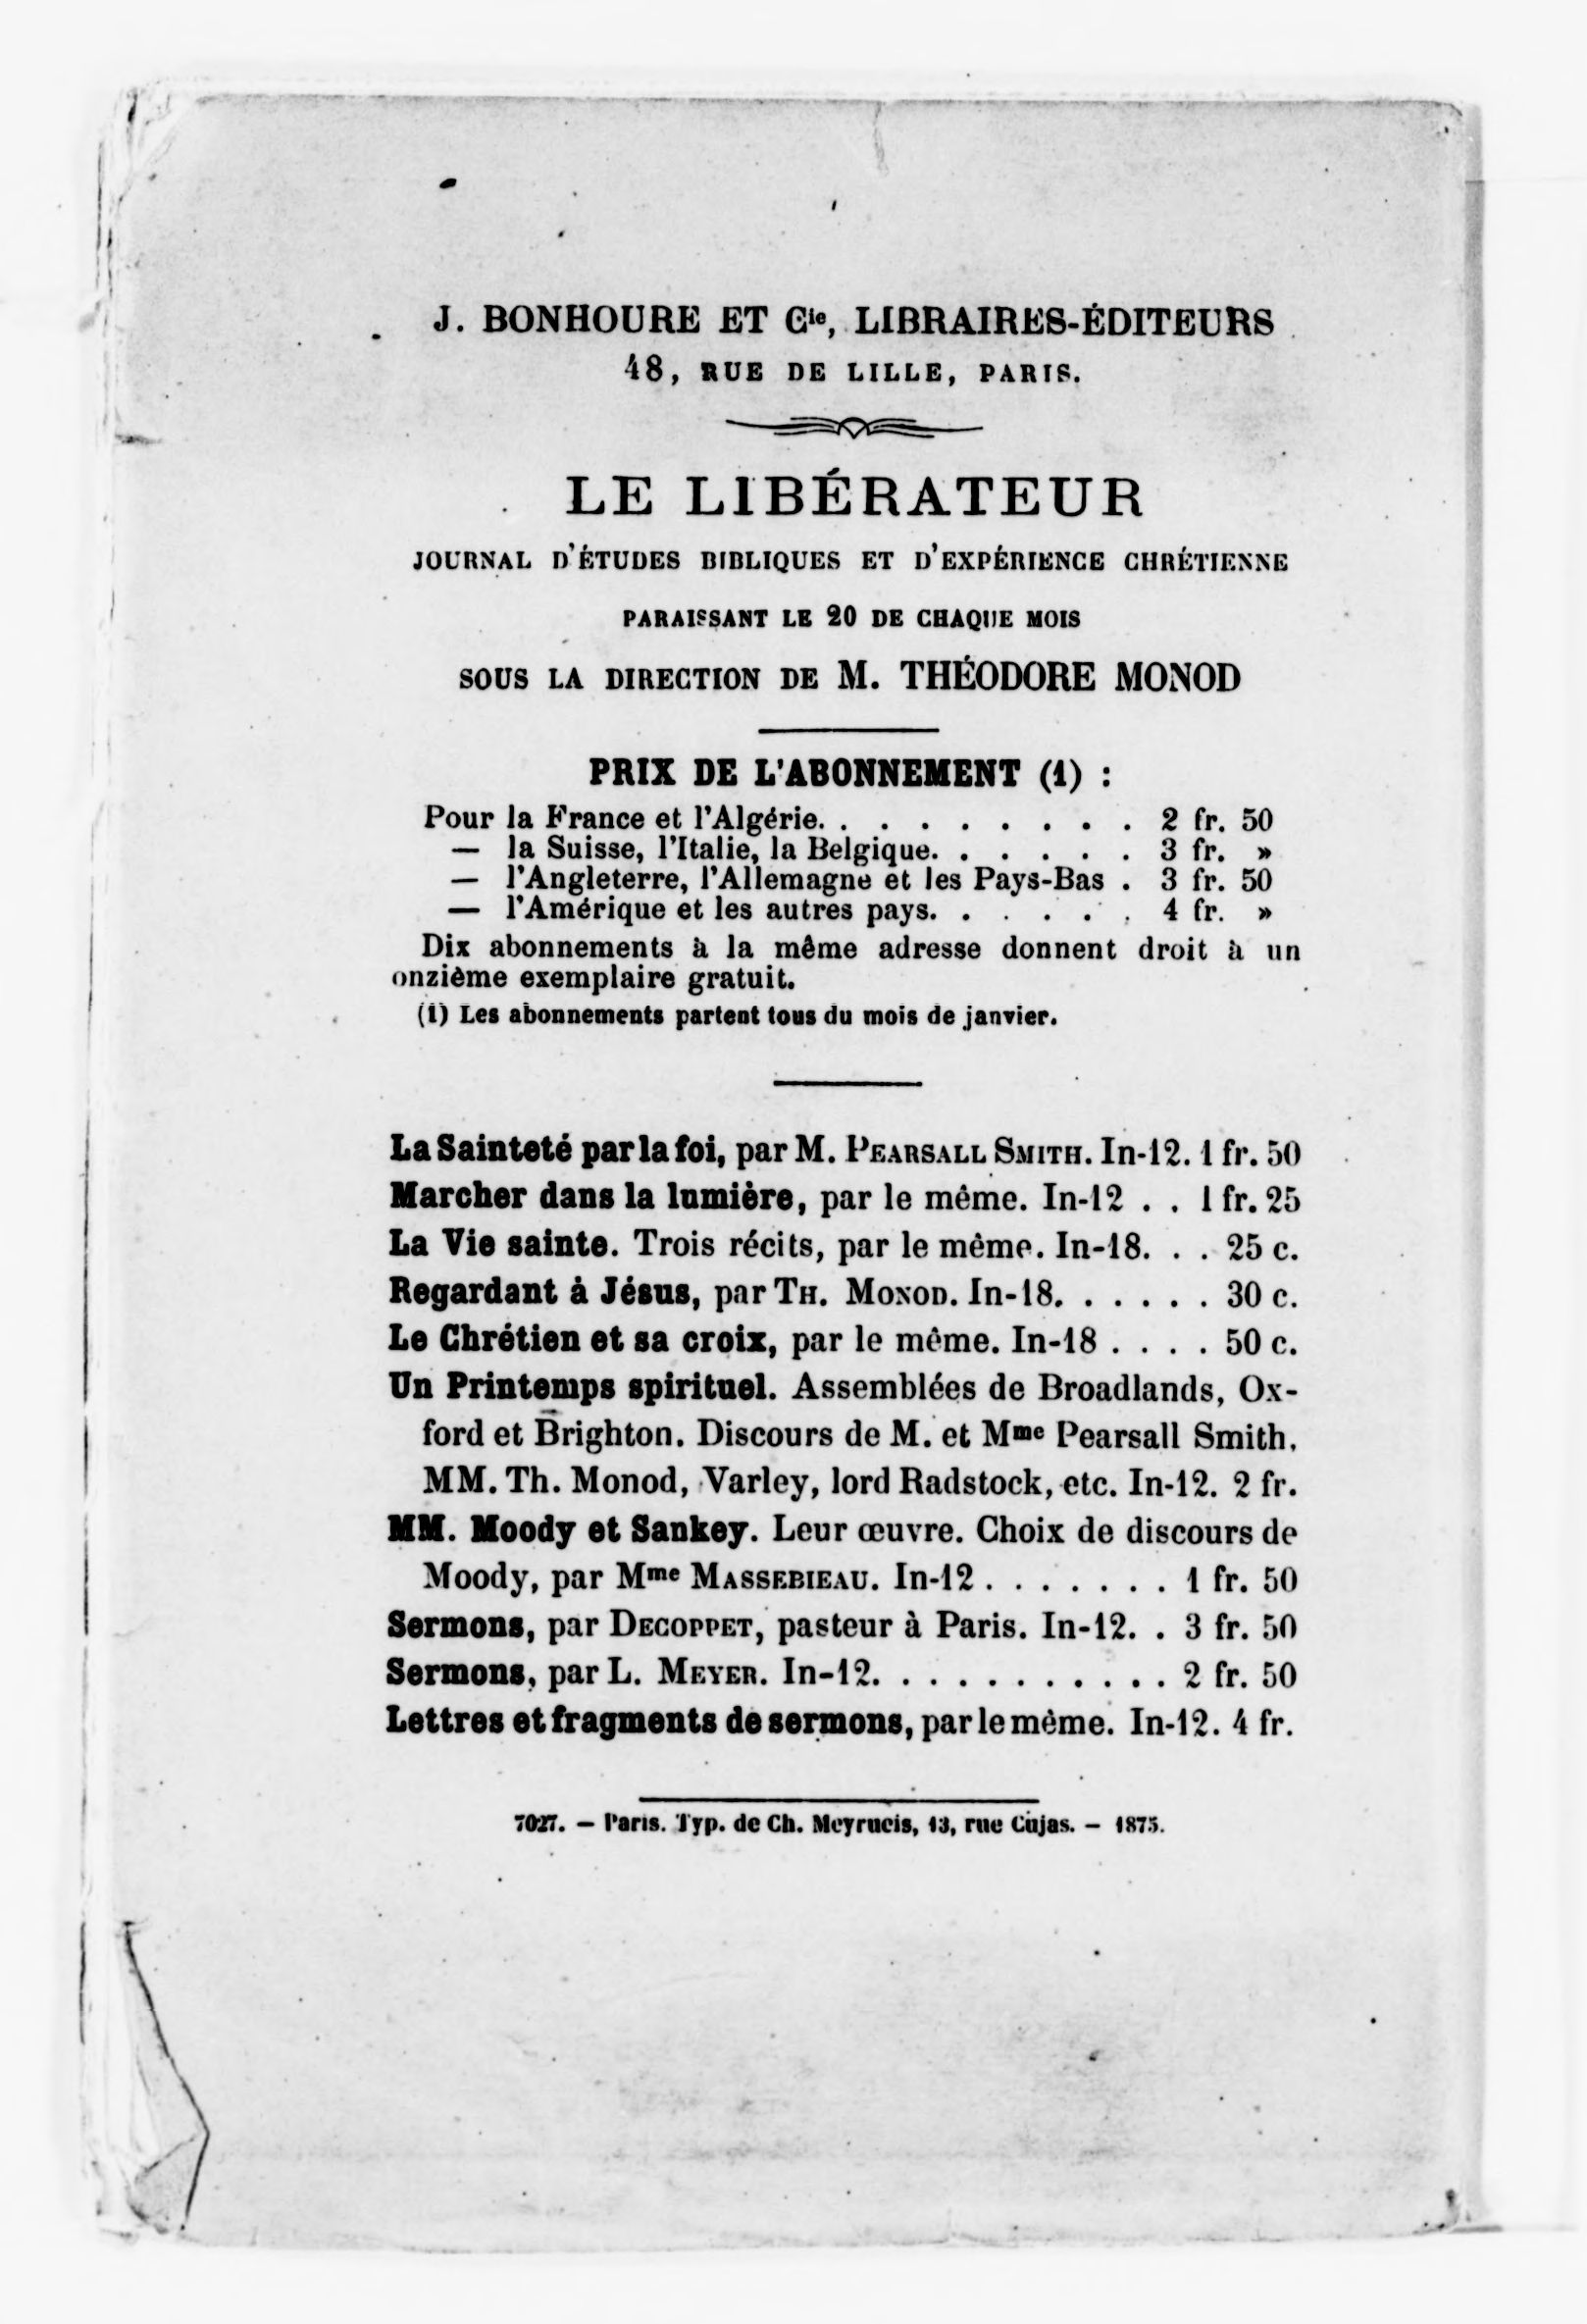 J. BONHOURE ET Cie, LIBRAIRES-ÉDITEURS
48, RUE DE LILLE, PARIS.
LE LIBÉRATEUR
JOURNAL D'ÉTUDES BIBLIQUES ET D'EXPÉRIENCE CHRÉTIENNE
PARAISSANT LE 20 DE CHAQUE MOIS
SOUS LA DIRECTION DE M. THÉODORE MONOD
PRIX DE L'ABONNEMENT (1) :
Pour la France et l'Algérie. . . . . . . . . . 2 fr. 50
— la Suisse, l'Italie, la Belgique. . . . . . 3 fr. »
— l'Angleterre, l'Allemagne et les Pays-Bas . 3 fr. 50
— l'Amérique et les autres pays. . . . . . 4 fr. »
Dix abonnements à la même adresse donnent droit à un
onzième exemplaire gratuit.
(1) Les abonnements partent tous du mois de janvier.
La Sainteté par la foi, par M. PEARSALL SMITH. In-12. 1 fr. 50
Marcher dans la lumière, par le même. In-12 . . 1 fr. 25
La Vie sainte. Trois récits, par le même. In-18. . . 25 c.
Regardant à Jésus, par TH. MONOD. In-18. . . . . . 30 c.
Le Chrétien et sa croix, par le même. In-18 . . . . 50 c.
Un Printemps spirituel. Assemblées de Broadlands, Ox-
ford et Brighton. Discours de M. et Mme Pearsall Smith.
MM. Th. Monod, Varley, lord Radstock, etc. In-12. 2 fr.
MM. Moody et Sankey. Leur œuvre. Choix de discours de
Moody, par Mme MASSEBIEAU. In-12 . . . . . . . 1 fr. 50
Sermons, par DECOPPET, pasteur à Paris. In-12. . 3 fr. 50
Sermons, par L. MEYER. In-12. . . . . . . . . . . 2 fr. 50
Lettres et fragments de sermons, par le même. In-12. 4 fr.
7027. — Paris. Typ. de Ch. Meyrueis, 13, rue Cujas. — 1875.